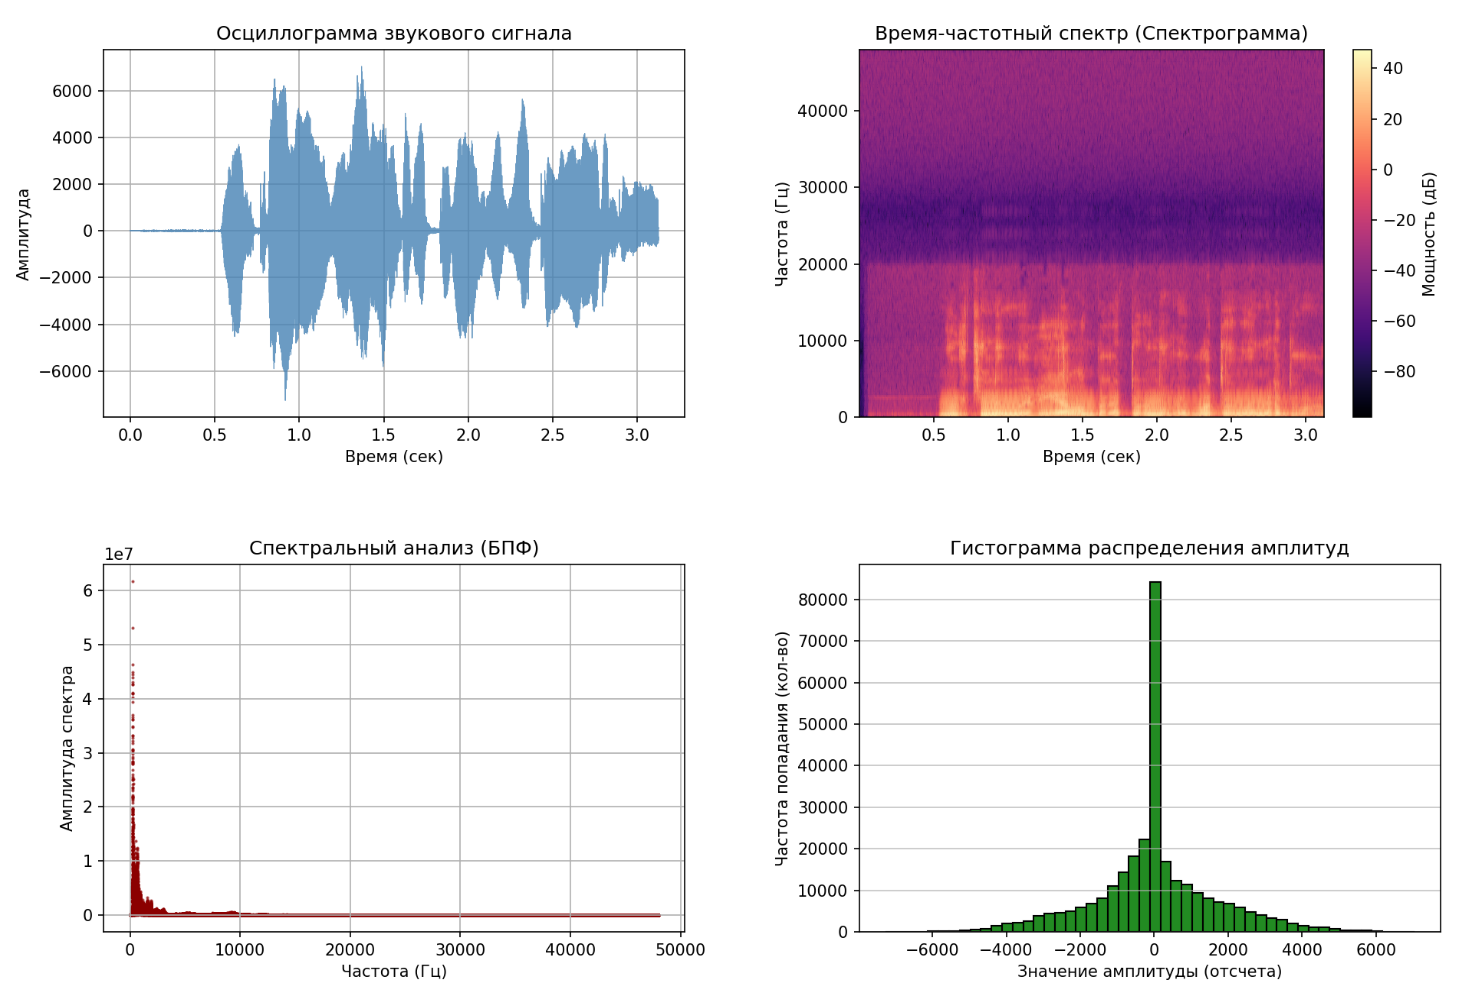 Осциллограмма звукового сигнала
Амплитуда
6000
4000
2000
0
−2000
−4000
−6000
0.0 0.5 1.0 1.5 2.0 2.5 3.0
Время (сек)
Время-частотный спектр (Спектрограмма)
Частота (Гц)
40000
30000
20000
10000
0
0.5 1.0 1.5 2.0 2.5 3.0
Время (сек)
40
20
0
−20
−40
−60
−80
Мощность (дБ)
Спектральный анализ (БПФ)
1e7
Амплитуда спектра
6
5
4
3
2
1
0
0 10000 20000 30000 40000 50000
Частота (Гц)
Гистограмма распределения амплитуд
Частота попадания (кол-во)
80000
70000
60000
50000
40000
30000
20000
10000
0
−6000 −4000 −2000 0 2000 4000 6000
Значение амплитуды (отсчета)